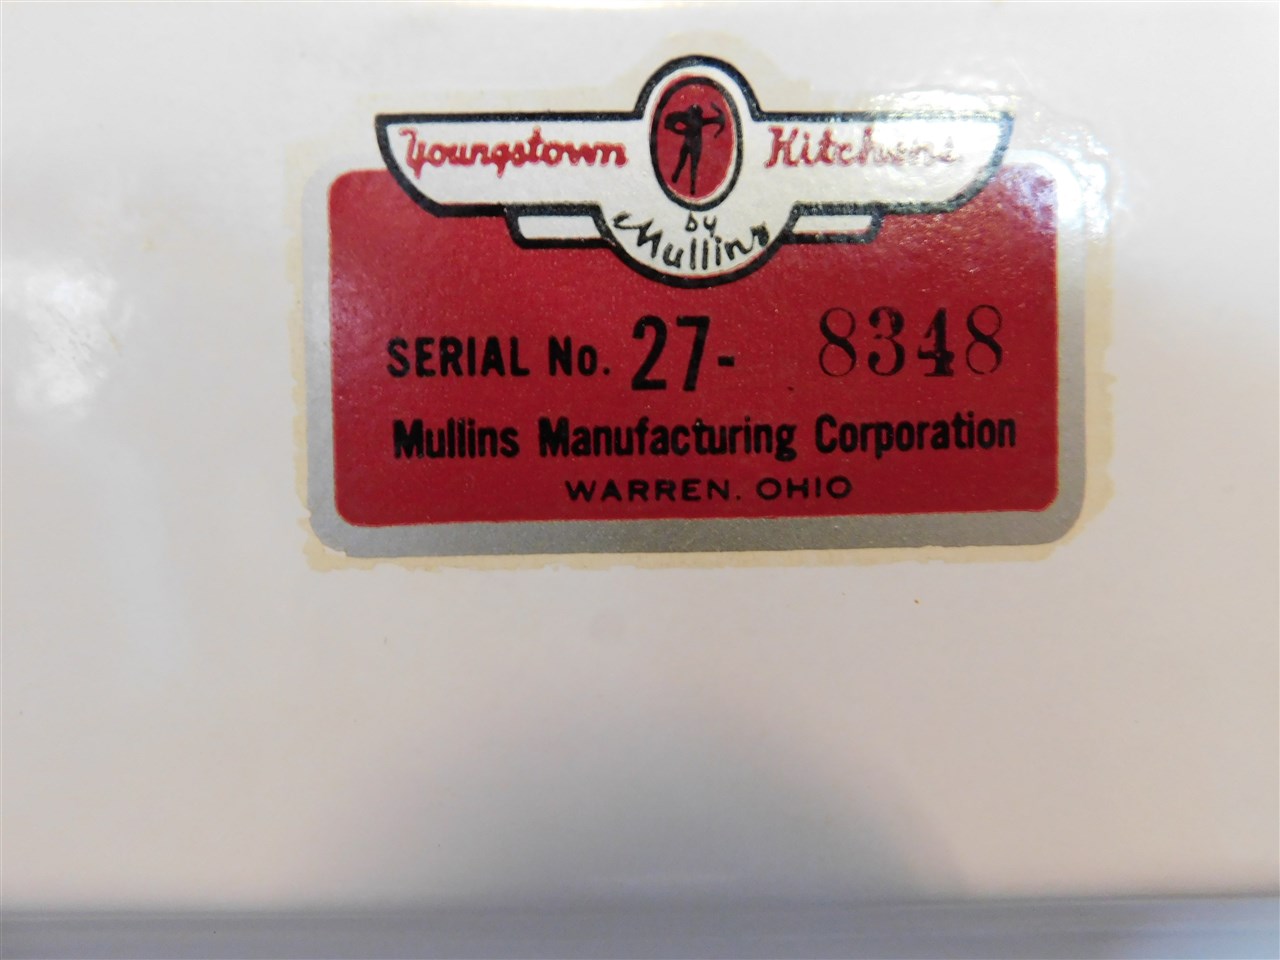 Youngstown Kitchens
by
Mullins
SERIAL No. 27- 8348
Mullins Manufacturing Corporation
WARREN. OHIO